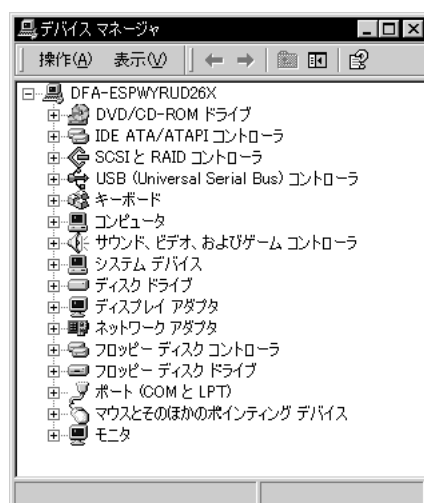 デバイス マネージャ
操作(A) 表示(V)
DFA-ESPWYRUD26X
DVD/CD-ROM ドライブ
IDE ATA/ATAPI コントローラ
SCSI と RAID コントローラ
USB (Universal Serial Bus) コントローラ
キーボード
コンピュータ
サウンド、ビデオ、およびゲーム コントローラ
システム デバイス
ディスク ドライブ
ディスプレイ アダプタ
ネットワーク アダプタ
フロッピー ディスク コントローラ
フロッピー ディスク ドライブ
ポート (COM と LPT)
マウスとそのほかのポインティング デバイス
モニタ